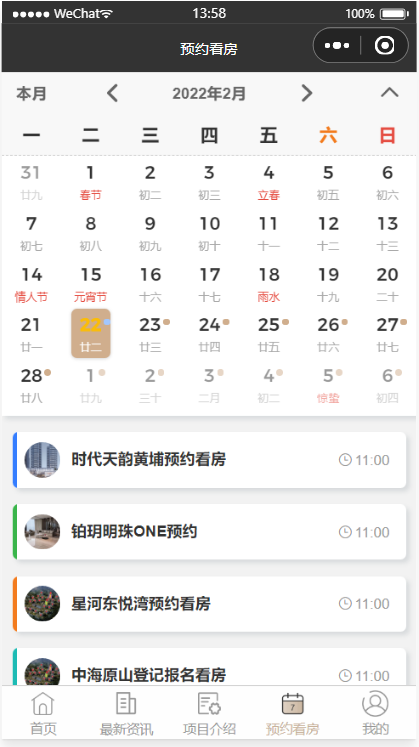 WeChat 13:58 100%
预约看房
本月 2022年2月
一 二 三 四 五 六 日
31 1 2 3 4 5 6
廿九 春节 初二 初三 立春 初五 初六
7 8 9 10 11 12 13
初七 初八 初九 初十 十一 十二 十三
14 15 16 17 18 19 20
情人节 元宵节 十六 十七 雨水 十九 二十
21 22 23 24 25 26 27
廿一 廿二 廿三 廿四 廿五 廿六 廿七
28 1 2 3 4 5 6
廿八 廿九 三十 二月 初二 惊蛰 初四
时代天韵黄埔预约看房 11:00
铂玥明珠ONE预约 11:00
星河东悦湾预约看房 11:00
中海原山登记报名看房 11:00
7
首页 最新资讯 项目介绍 预约看房 我的